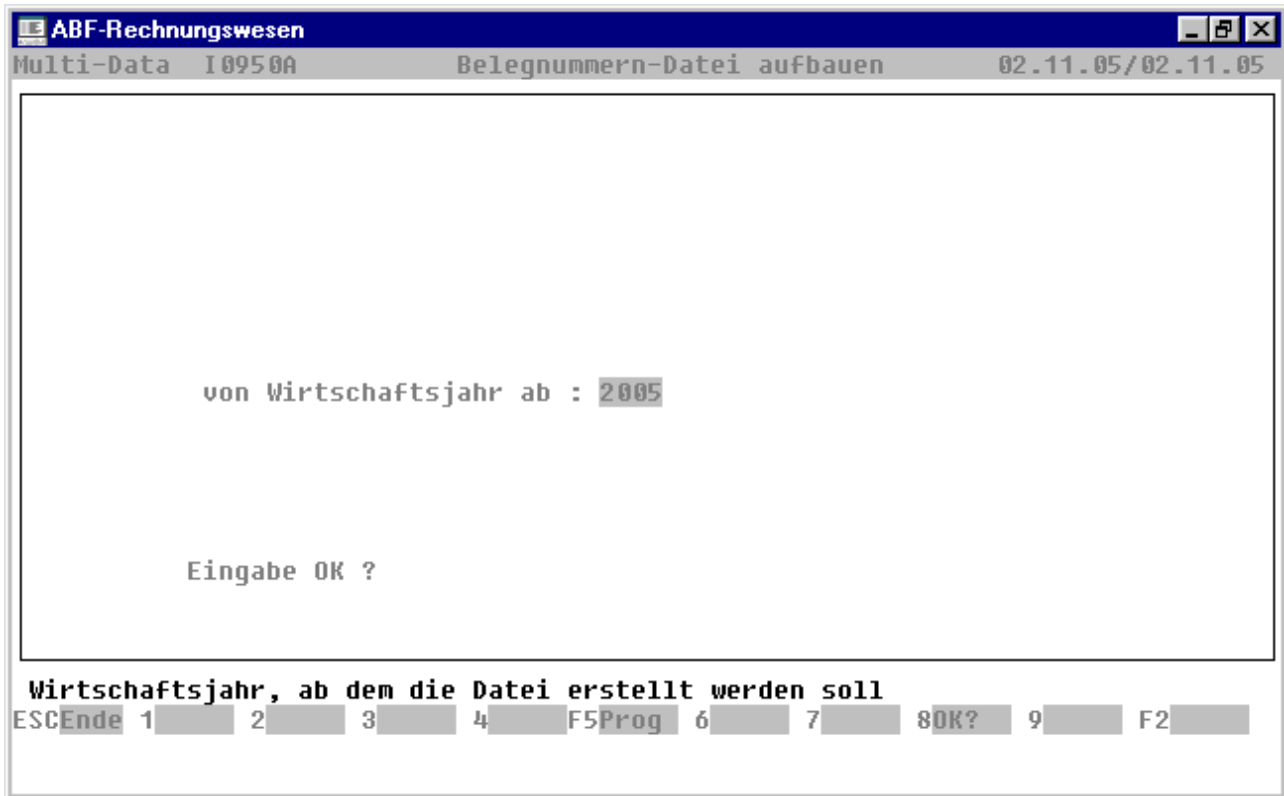 ABF-Rechnungswesen
Multi-Data I0950A Belegnummern-Datei aufbauen 02.11.05/02.11.05
von Wirtschaftsjahr ab : 2005
Eingabe OK ?
Wirtschaftsjahr, ab dem die Datei erstellt werden soll
ESCEnde 1 2 3 4 F5Prog 6 7 8OK? 9 F2